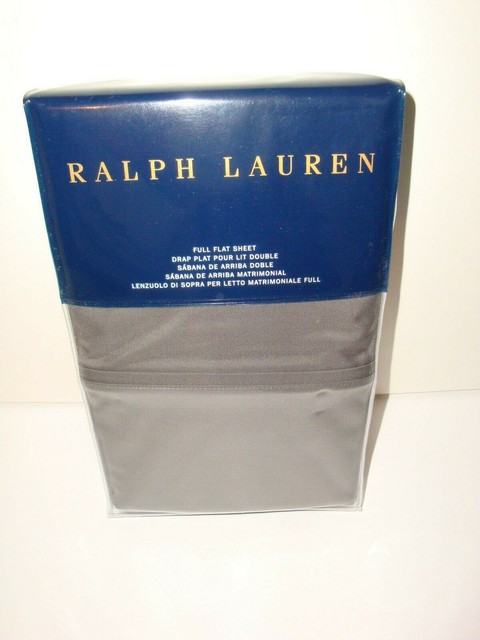 RALPH LAUREN
FULL FLAT SHEET
DRAP PLAT POUR LIT DOUBLE
SÁBANA DE ARRIBA DOBLE
SÁBANA DE ARRIBA MATRIMONIAL
LENZUOLO DI SOPRA PER LETTO MATRIMONIALE FULL